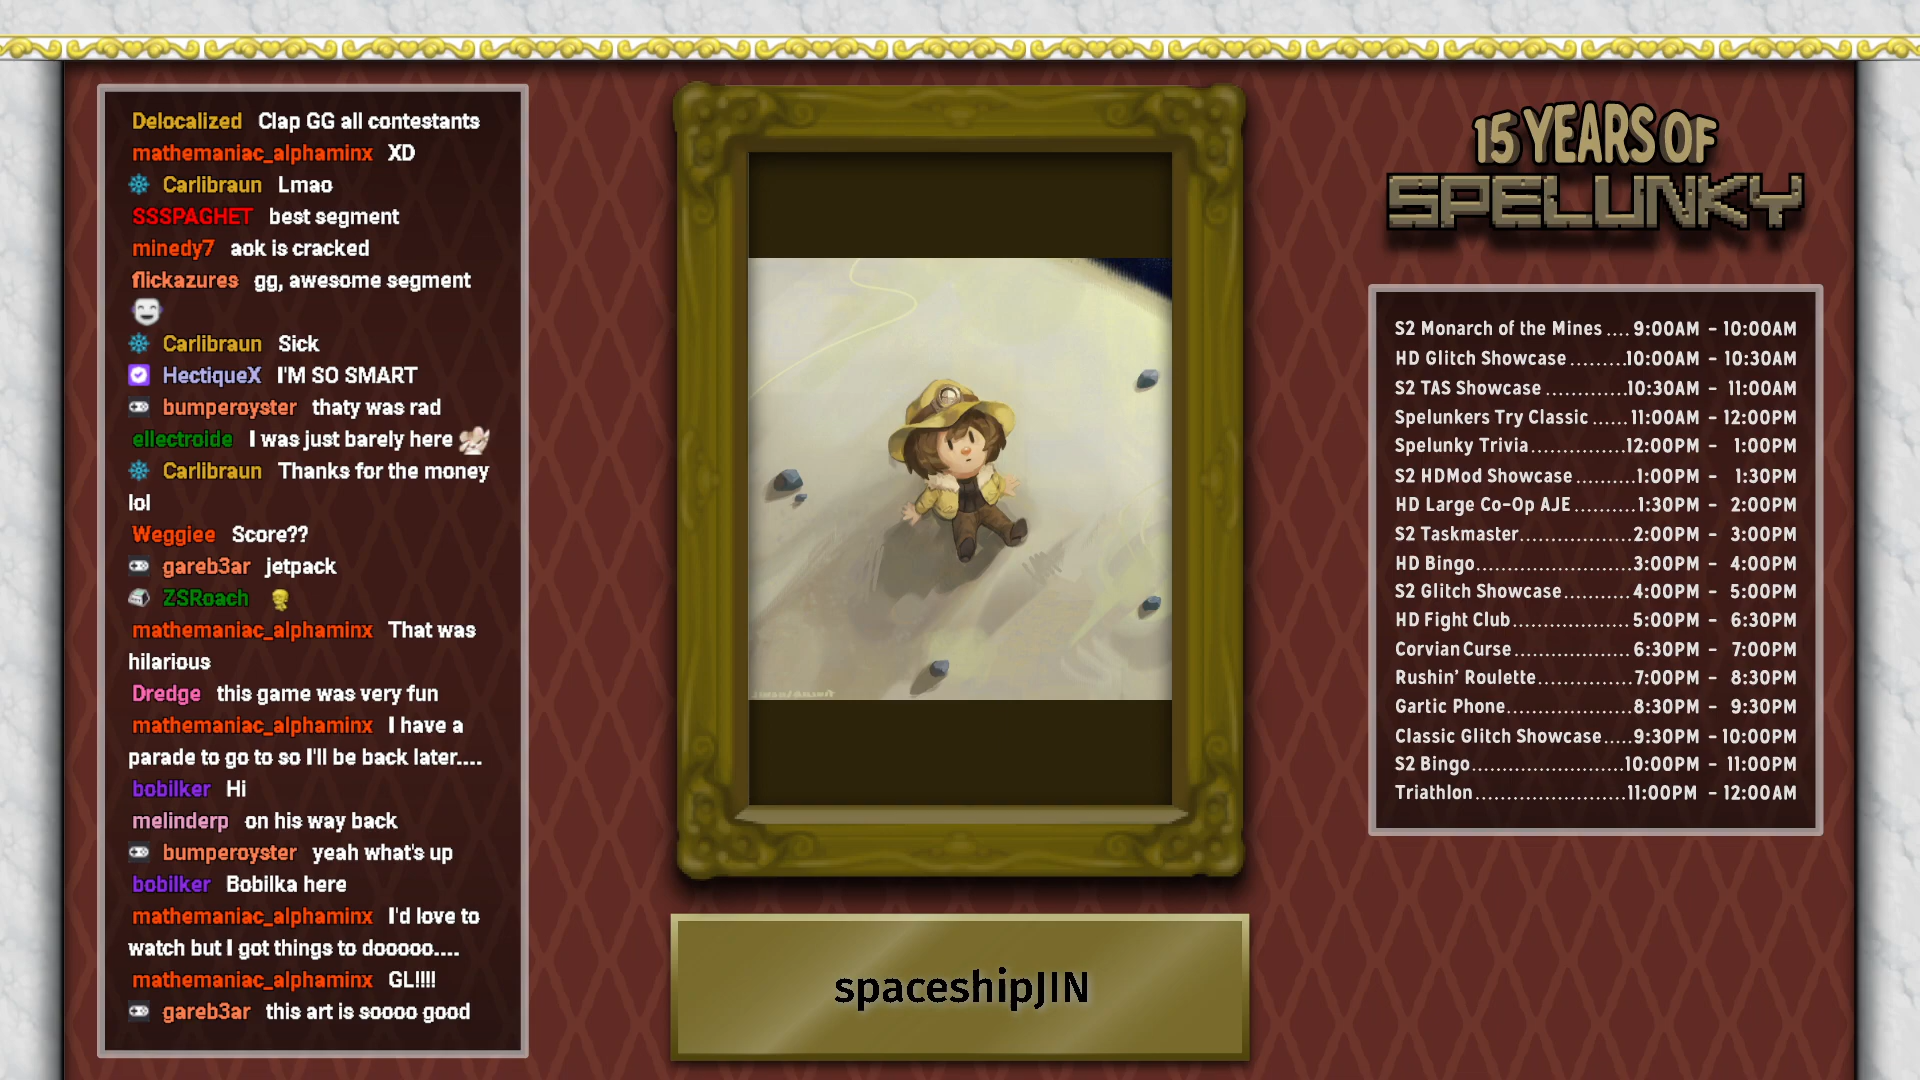 Delocalized Clap GG all contestants
mathemaniac_alphaminx XD
Carlibraun Lmao
SSSPAGHET best segment
minedy7 aok is cracked
flickazures gg, awesome segment
Carlibraun Sick
HectiqueX I'M SO SMART
bumperoyster thaty was rad
ellectroide I was just barely here
Carlibraun Thanks for the money
lol
Weggiee Score??
gareb3ar jetpack
ZSRoach
mathemaniac_alphaminx That was
hilarious
Dredge this game was very fun
mathemaniac_alphaminx I have a
parade to go to so I'll be back later....
bobilker Hi
melinderp on his way back
bumperoyster yeah what's up
bobilker Bobilka here
mathemaniac_alphaminx I'd love to
watch but I got things to dooooo....
mathemaniac_alphaminx GL!!!!
gareb3ar this art is soooo good
spaceshipJIN
15 YEARS OF
SPELUNKY
S2 Monarch of the Mines....9:00AM - 10:00AM
HD Glitch Showcase.........10:00AM - 10:30AM
S2 TAS Showcase.............10:30AM - 11:00AM
Spelunkers Try Classic......11:00AM - 12:00PM
Spelunky Trivia...............12:00PM - 1:00PM
S2 HDMod Showcase..........1:00PM - 1:30PM
HD Large Co-Op AJE..........1:30PM - 2:00PM
S2 Taskmaster..................2:00PM - 3:00PM
HD Bingo.........................3:00PM - 4:00PM
S2 Glitch Showcase...........4:00PM - 5:00PM
HD Fight Club...................5:00PM - 6:30PM
Corvian Curse...................6:30PM - 7:00PM
Rushin' Roulette................7:00PM - 8:30PM
Gartic Phone....................8:30PM - 9:30PM
Classic Glitch Showcase.....9:30PM - 10:00PM
S2 Bingo........................10:00PM - 11:00PM
Triathlon........................11:00PM - 12:00AM